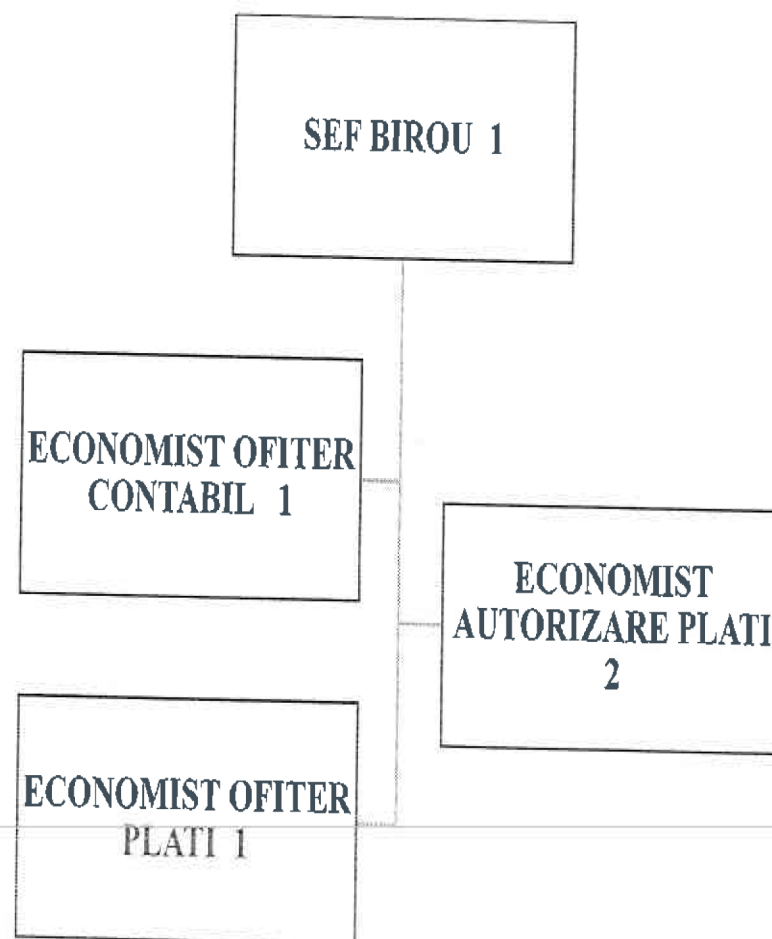 SEF BIROU 1
ECONOMIST OFITER
CONTABIL 1
ECONOMIST
AUTORIZARE PLATI
2
ECONOMIST OFITER
PLATI 1